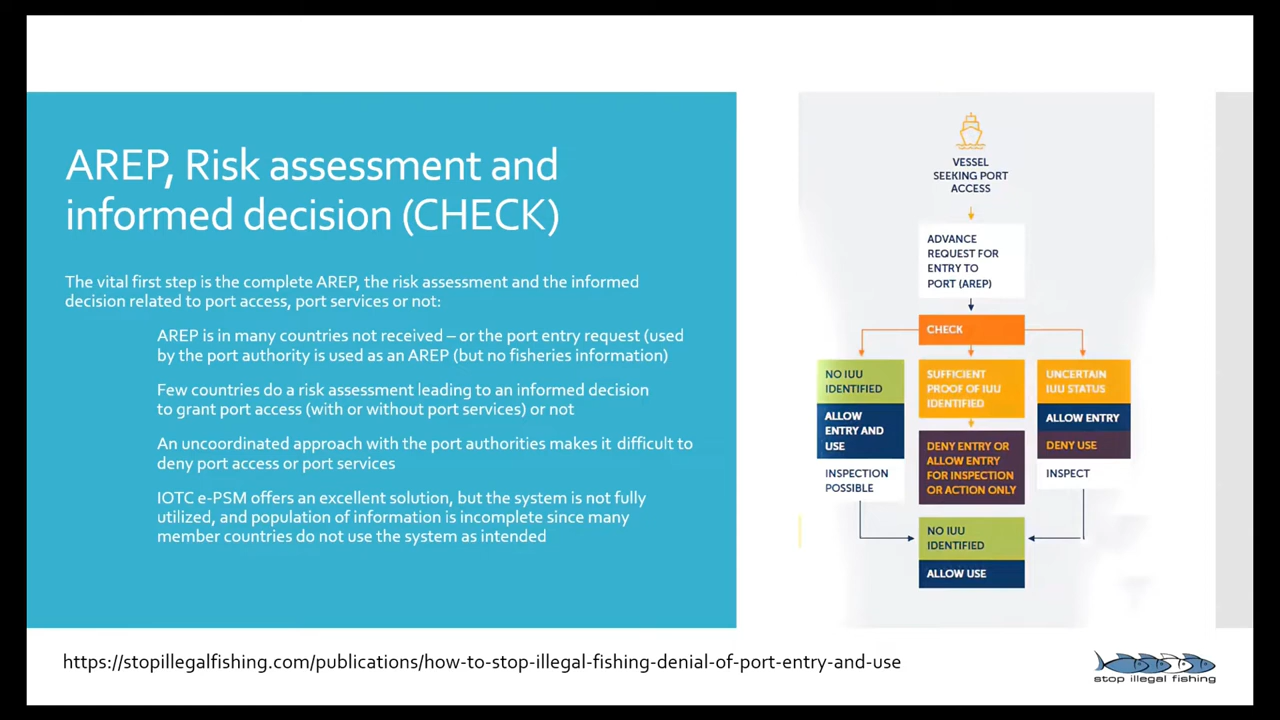 AREP, Risk assessment and
informed decision (CHECK)
The vital first step is the complete AREP, the risk assessment and the informed
decision related to port access, port services or not:
AREP is in many countries not received – or the port entry request (used
by the port authority is used as an AREP (but no fisheries information)
Few countries do a risk assessment leading to an informed decision
to grant port access (with or without port services) or not
An uncoordinated approach with the port authorities makes it difficult to
deny port access or port services
IOTC e-PSM offers an excellent solution, but the system is not fully
utilized, and population of information is incomplete since many
member countries do not use the system as intended
VESSEL
SEEKING PORT
ACCESS
ADVANCE
REQUEST FOR
ENTRY TO
PORT (AREP)
CHECK
NO IUU
IDENTIFIED
ALLOW
ENTRY AND
USE
INSPECTION
POSSIBLE
SUFFICIENT
PROOF OF IUU
IDENTIFIED
DENY ENTRY OR
ALLOW ENTRY
FOR INSPECTION
OR ACTION ONLY
UNCERTAIN
IUU STATUS
ALLOW ENTRY
DENY USE
INSPECT
NO IUU
IDENTIFIED
ALLOW USE
https://stopillegalfishing.com/publications/how-to-stop-illegal-fishing-denial-of-port-entry-and-use
stop illegal fishing